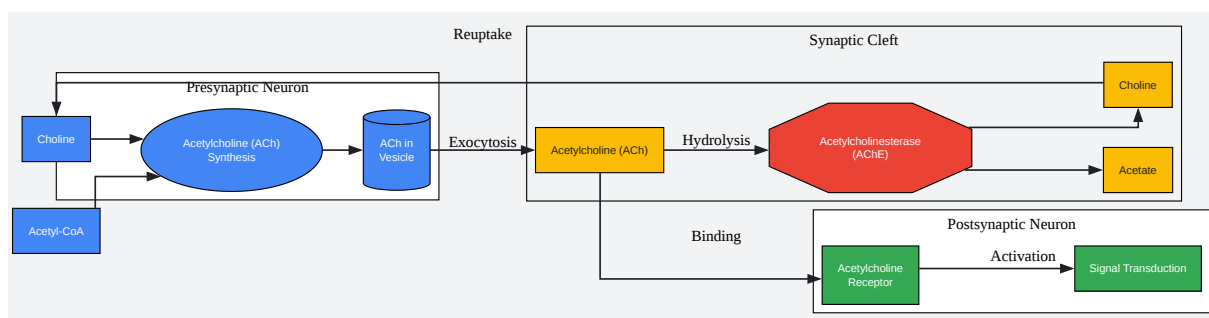 Reuptake
Synaptic Cleft
Presynaptic Neuron
Choline
Choline
Acetylcholine (ACh)
Synthesis
ACh in
Vesicle
Exocytosis
Acetylcholine (ACh)
Hydrolysis
Acetylcholinesterase
(AChE)
Acetate
Acetyl-CoA
Binding
Postsynaptic Neuron
Acetylcholine
Receptor
Activation
Signal Transduction